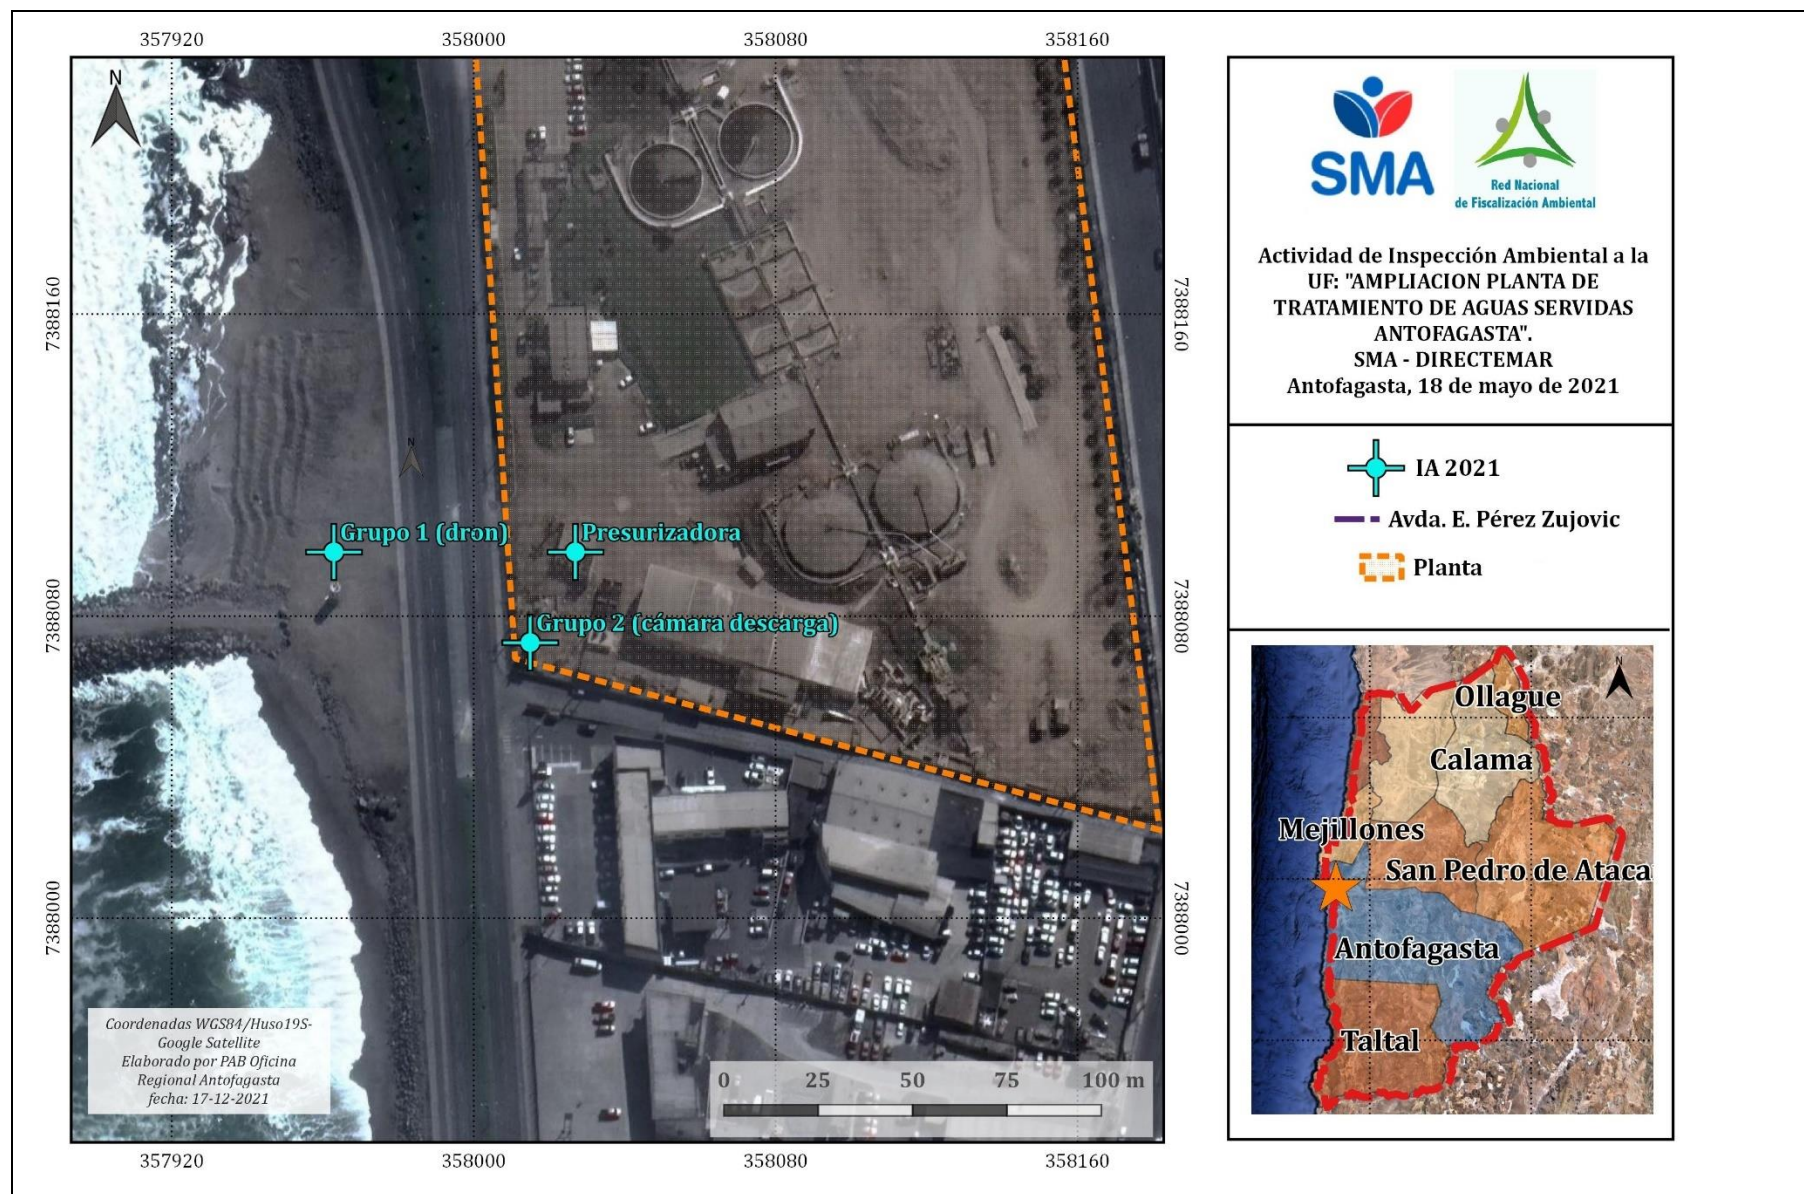 357920
358000
358080
358160
N
7388160
7388080
7388000
7388160
7388080
7388000
N
Grupo 1 (dron)
Presurizadora
Grupo 2 (cámara descarga)
Coordenadas WGS84/Huso19S-
Google Satellite
Elaborado por PAB Oficina
Regional Antofagasta
fecha: 17-12-2021
0 25 50 75 100 m
357920
358000
358080
358160
SMA
Red Nacional
de Fiscalización Ambiental
Actividad de Inspección Ambiental a la
UF: "AMPLIACION PLANTA DE
TRATAMIENTO DE AGUAS SERVIDAS
ANTOFAGASTA".
SMA - DIRECTEMAR
Antofagasta, 18 de mayo de 2021
IA 2021
Avda. E. Pérez Zujovic
Planta
N
Ollague
Calama
Mejillones
San Pedro de Ataca
Antofagasta
Taltal